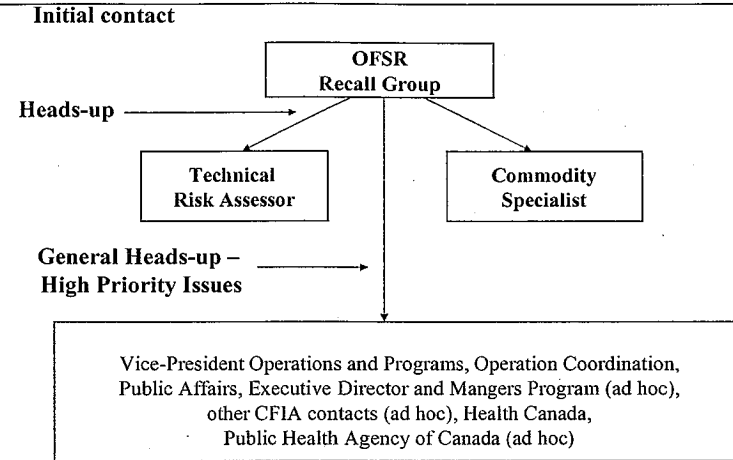 Initial contact
OFSR
Recall Group
Heads-up
Technical
Risk Assessor
Commodity
Specialist
General Heads-up –
High Priority Issues
Vice-President Operations and Programs, Operation Coordination,
Public Affairs, Executive Director and Mangers Program (ad hoc),
other CFIA contacts (ad hoc), Health Canada,
Public Health Agency of Canada (ad hoc)